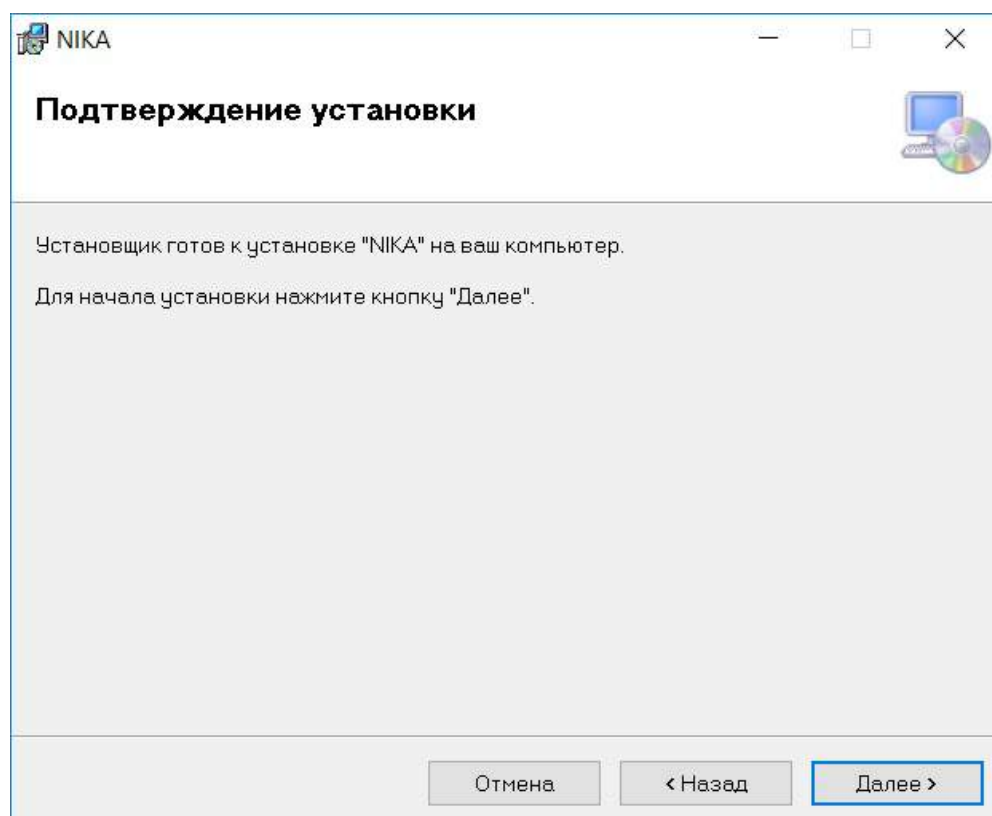 NIKA
Подтверждение установки
Установщик готов к установке "NIKA" на ваш компьютер.
Для начала установки нажмите кнопку "Далее".
Отмена
< Назад
Далее >